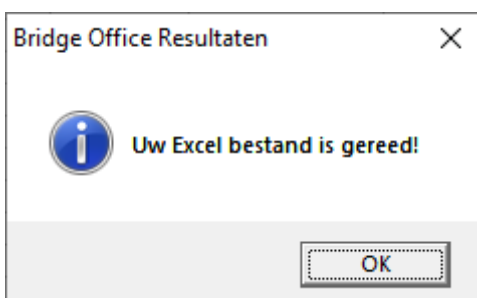 Bridge Office Resultaten
Uw Excel bestand is gereed!
OK